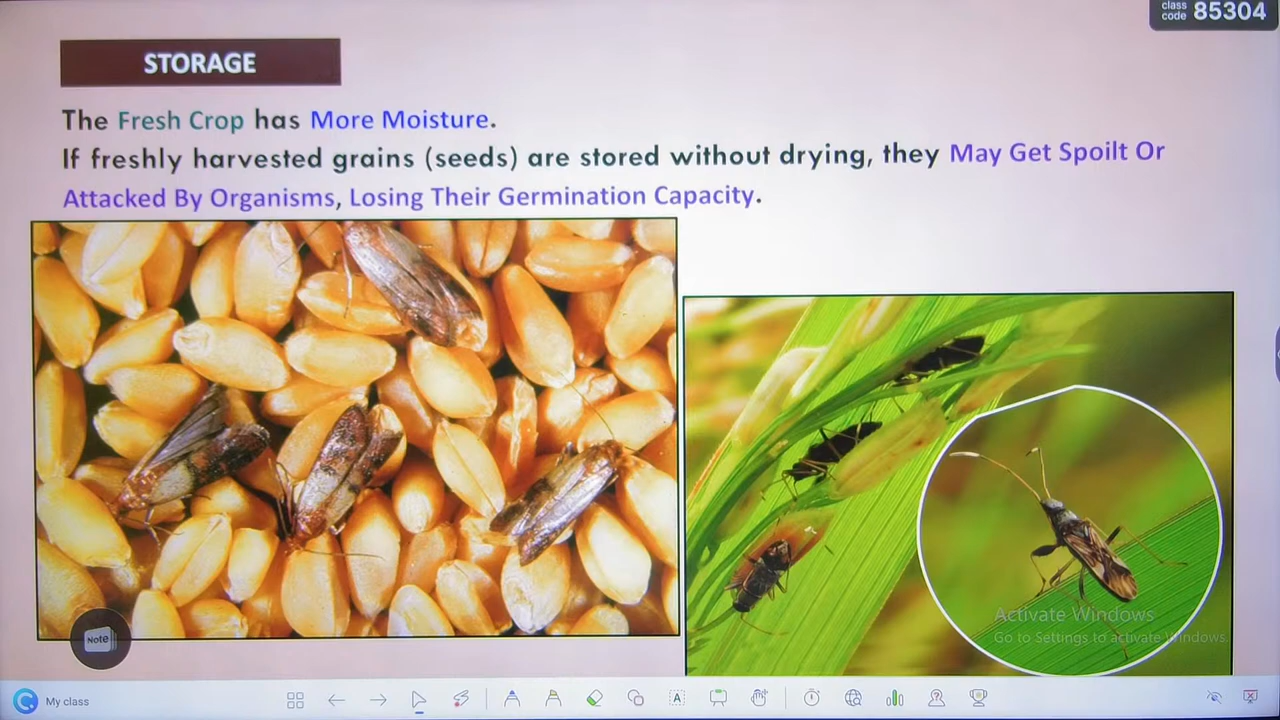 class
code 85304
STORAGE
The Fresh Crop has More Moisture.
If freshly harvested grains (seeds) are stored without drying, they May Get Spoilt Or
Attacked By Organisms, Losing Their Germination Capacity.
Activate Windows
Go to Settings to activate Windows.
Note
My class
A